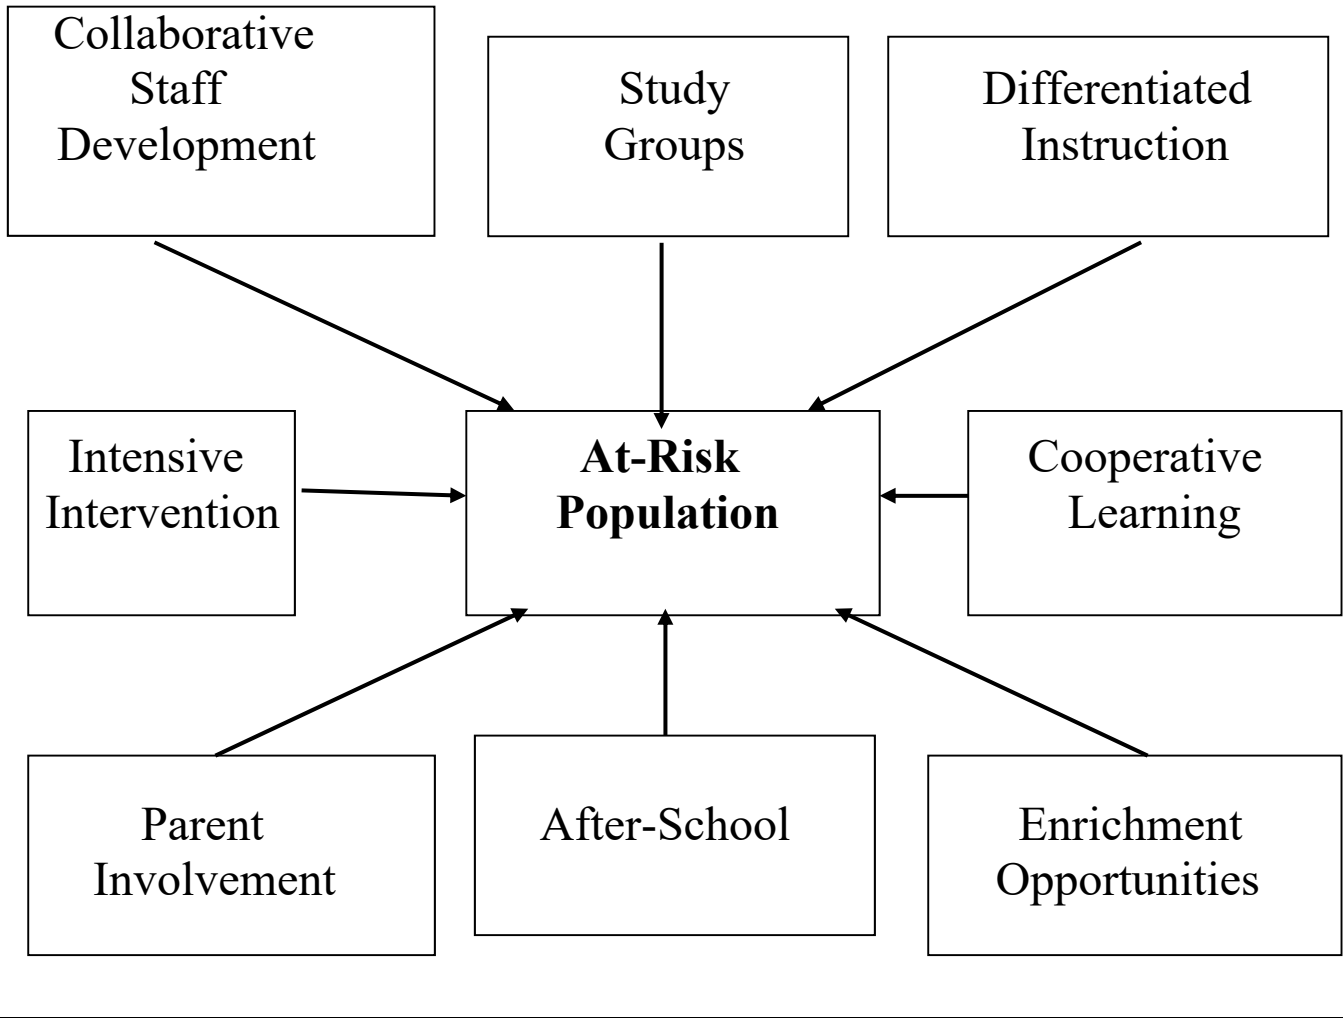 Collaborative
Staff
Development
Study
Groups
Differentiated
Instruction
Intensive
Intervention
At-Risk
Population
Cooperative
Learning
Parent
Involvement
After-School
Enrichment
Opportunities